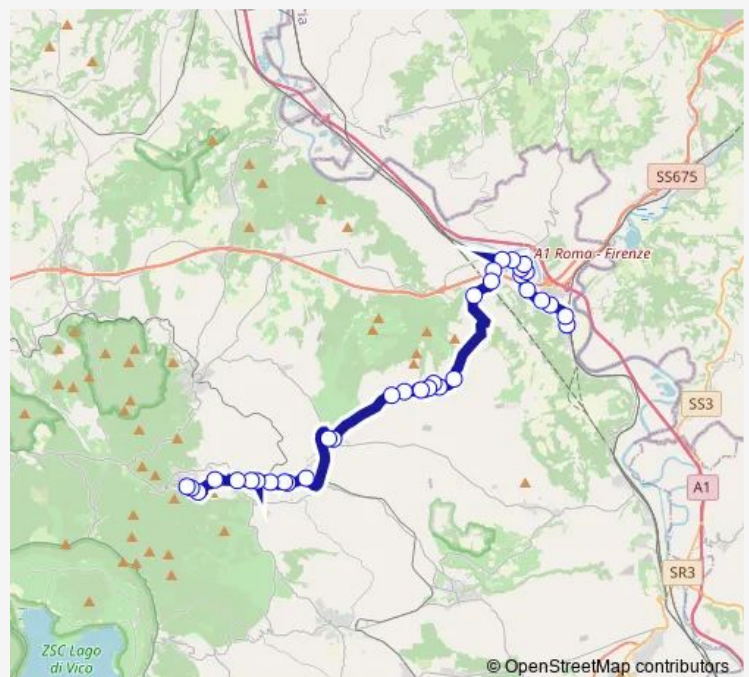 SS675
A1 Roma - Firenze
SS3
A1
SR3
ZSC Lago
di Vico
© OpenStreetMap contributors